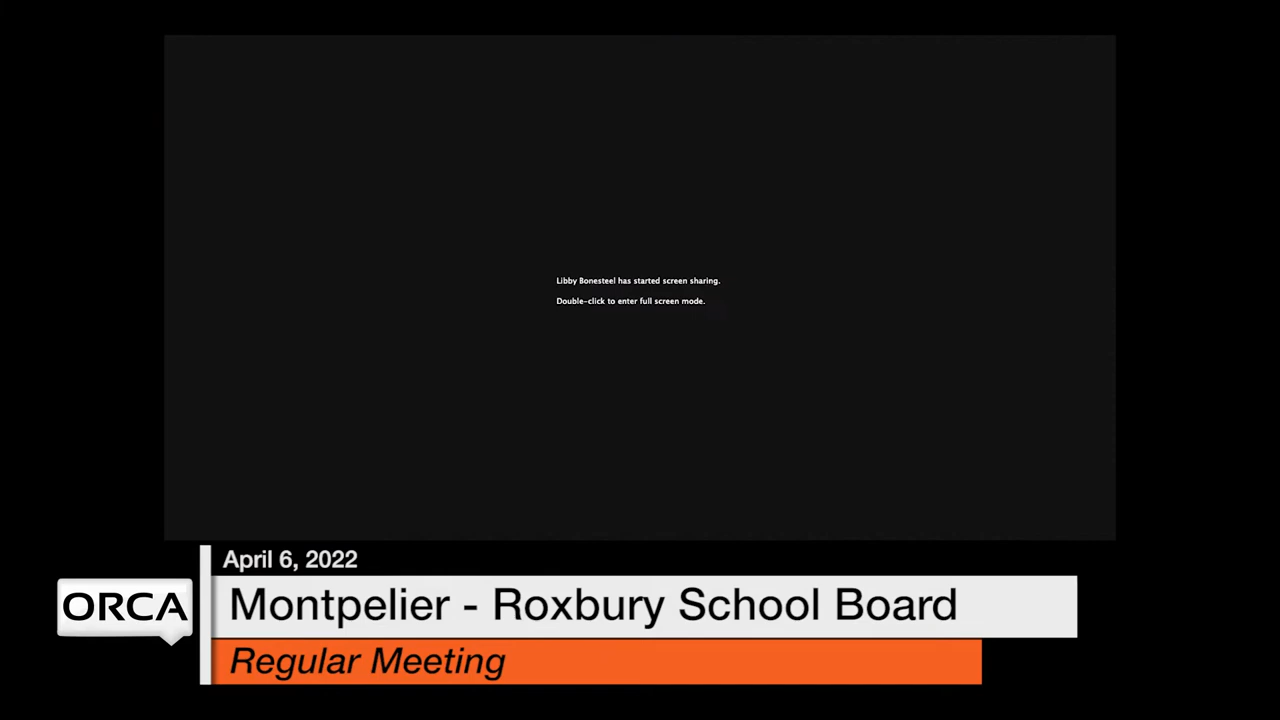 Libby Bonesteel has started screen sharing.
Double-click to enter full screen mode.
April 6, 2022
ORCA
Montpelier - Roxbury School Board
Regular Meeting